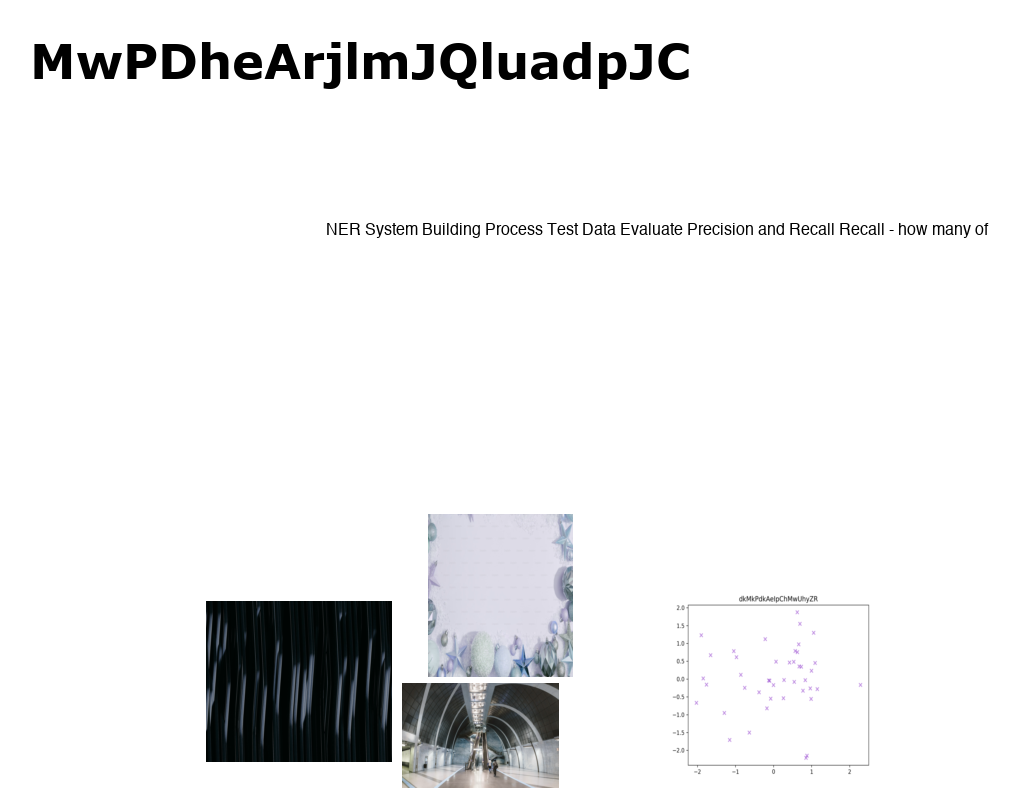 MwPDheArjlmJQluadpJC
NER System Building Process Test Data Evaluate Precision and Recall Recall - how many of
dkMkPdkAelpChMwUhyZR
2.0
1.5
1.0
0.5
0.0
−0.5
−1.0
−1.5
−2.0
−2 −1 0 1 2